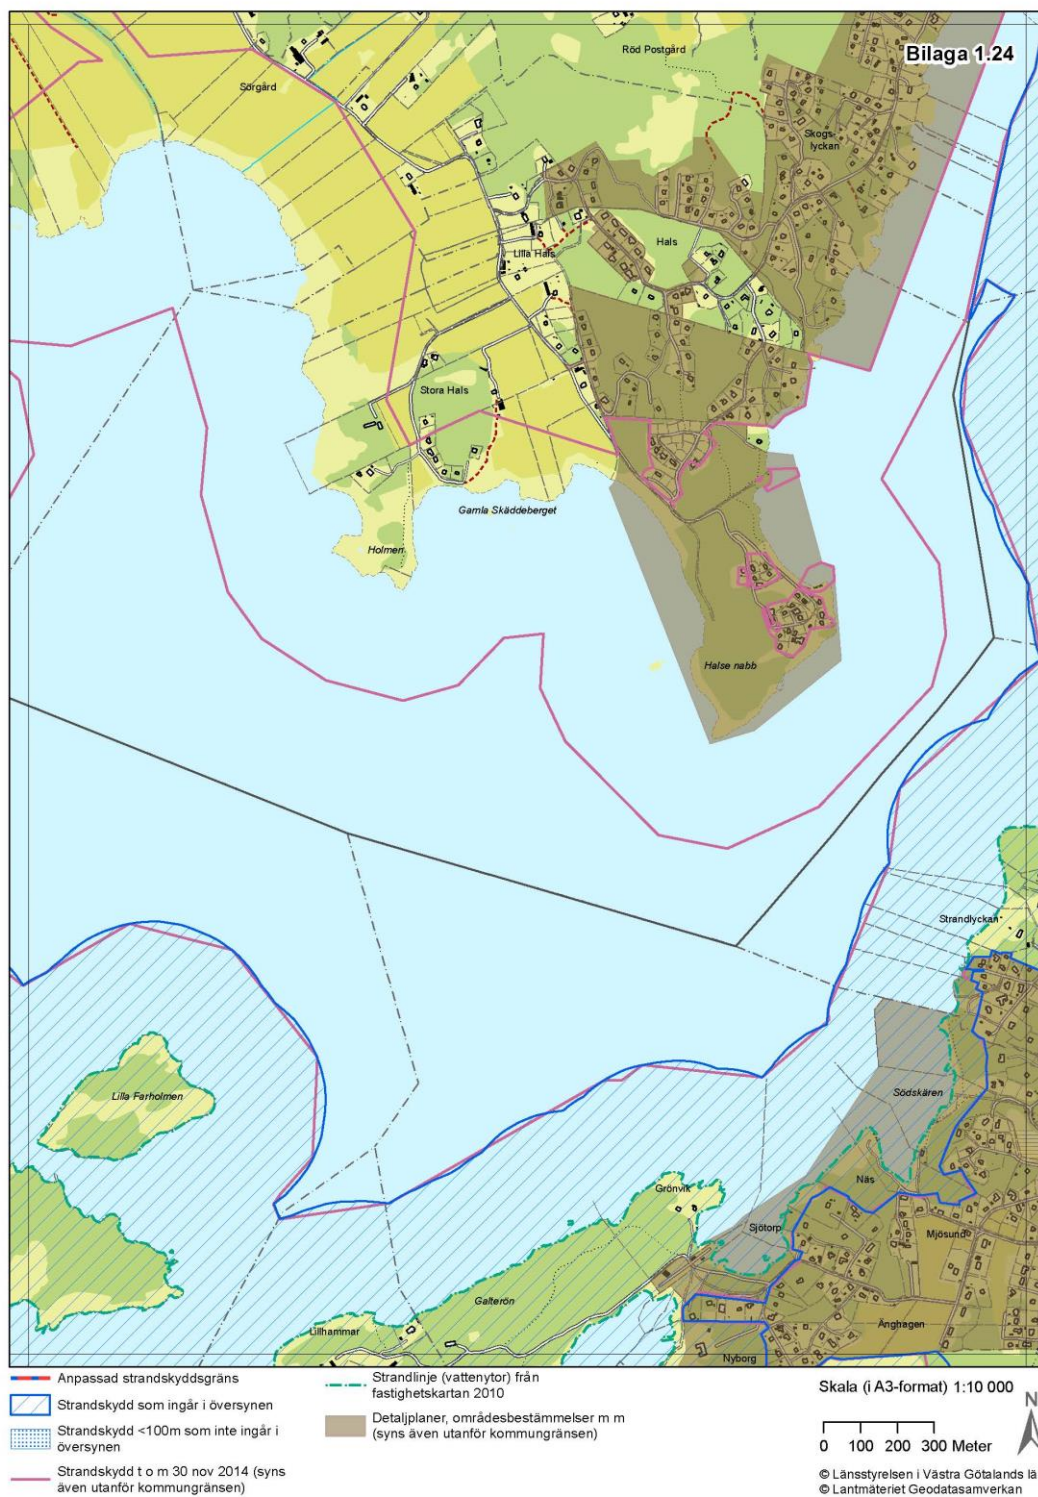 Bilaga 1.24
Röd Postgård
Sörgård
Skogs
lyckan
Hals
Lilla Hals
Stora Hals
Gamla Skäddeberget
Holmen
Halse nabb
Strandlyckan
Lilla Farholmen
Södskären
Näs
Grönvik
Sjötorp
Mjösund
Galterön
Lillhammar
Änghagen
Nyborg
Anpassad strandskyddsgräns
Strandskydd som ingår i översynen
Strandskydd <100m som inte ingår i
översynen
Strandskydd t o m 30 nov 2014 (syns
även utanför kommungränsen)
Strandlinje (vattenytor) från
fastighetskartan 2010
Detaljplaner, områdesbestämmelser m m
(syns även utanför kommungränsen)
Skala (i A3-format) 1:10 000
N
0 100 200 300 Meter
© Länsstyrelsen i Västra Götalands lä
© Lantmäteriet Geodatasamverkan